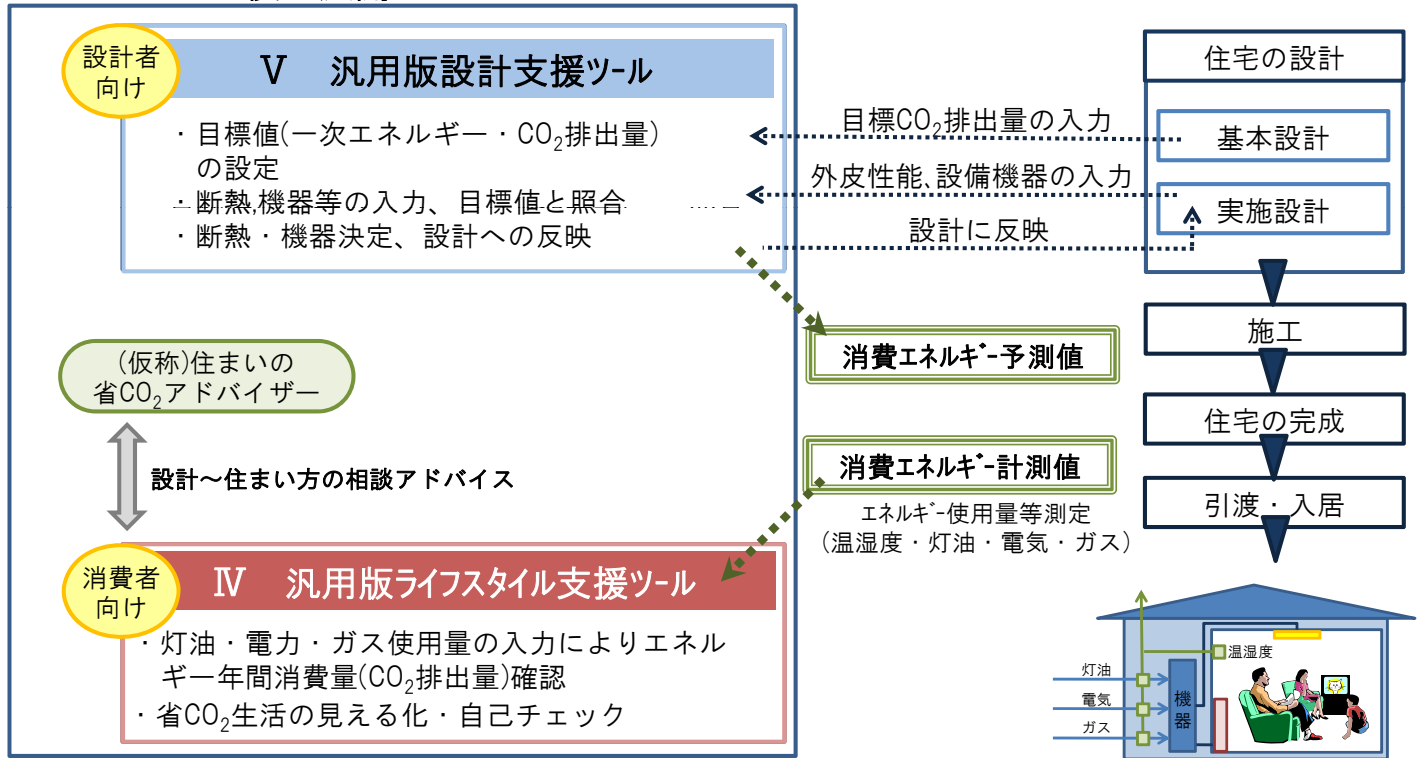 設計者
向け
Ⅴ 汎用版設計支援ツール
・目標値(一次エネルギー・CO2排出量)
の設定
・断熱,機器等の入力、目標値と照合
・断熱・機器決定、設計への反映
目標CO2排出量の入力
外皮性能、設備機器の入力
設計に反映
住宅の設計
基本設計
実施設計
施工
住宅の完成
引渡・入居
消費エネルギー予測値
消費エネルギー計測値
エネルギー使用量等測定
(温湿度・灯油・電気・ガス)
(仮称)住まいの
省CO2アドバイザー
設計～住まい方の相談アドバイス
消費者
向け
Ⅳ 汎用版ライフスタイル支援ツール
・灯油・電力・ガス使用量の入力によりエネル
ギー年間消費量(CO2排出量)確認
・省CO2生活の見える化・自己チェック
温湿度
灯油
電気
ガス
機
器